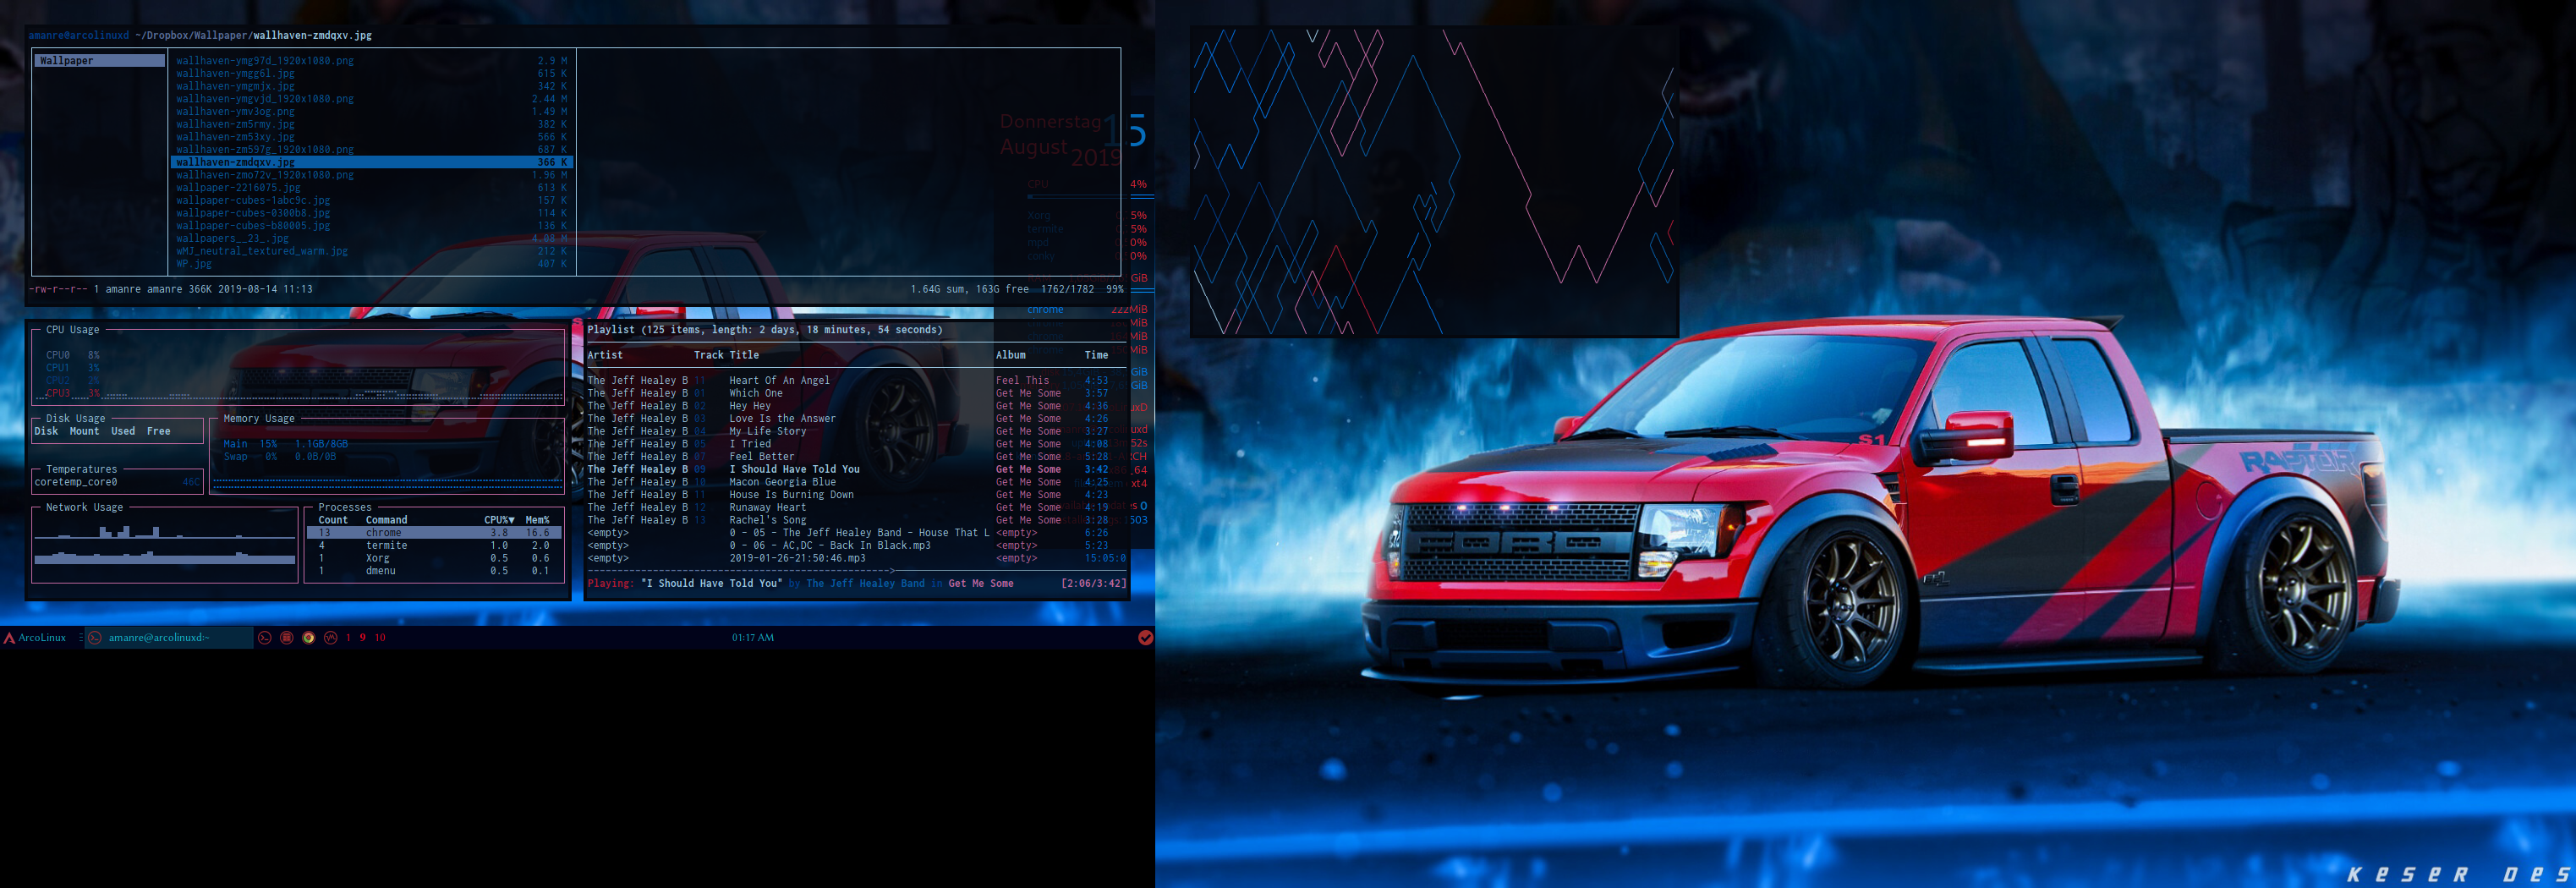 amanre@arcolinuxd ~/Dropbox/Wallpaper/wallhaven-zmdqxv.jpg
Wallpaper
wallhaven-ymg97d_1920x1080.png 2.9 M
wallhaven-ymgg6l.jpg 615 K
wallhaven-ymgmjx.jpg 342 K
wallhaven-ymgvjd_1920x1080.png 2.44 M
wallhaven-ymv3og.png 1.49 M
wallhaven-zm5rmy.jpg 382 K
wallhaven-zm53xy.jpg 566 K
wallhaven-zm597g_1920x1080.png 687 K
wallhaven-zmdqxv.jpg 366 K
wallhaven-zmo72v_1920x1080.png 1.96 M
wallpaper-2216075.jpg 613 K
wallpaper-cubes-1abc9c.jpg 157 K
wallpaper-cubes-0300b8.jpg 114 K
wallpaper-cubes-b80005.jpg 136 K
wallpapers__23_.jpg 4.08 M
wMJ_neutral_textured_warm.jpg 212 K
WP.jpg 407 K
-rw-r--r-- 1 amanre amanre 366K 2019-08-14 11:13
1.64G sum, 163G free 1762/1782 99%
Donnerstag 15
August 2019
CPU 4%
Xorg 5%
termite 5%
mpd 0%
conky 0%
GiB
chrome 222MiB
MiB
MiB
GiB
GiB
CPU Usage
CPU0 8%
CPU1 3%
CPU2 2%
CPU3 3%
Disk Usage
Disk Mount Used Free
Temperatures
coretemp_core0 46C
Memory Usage
Main 15% 1.1GB/8GB
Swap 0% 0.0B/0B
Network Usage
Processes
Count Command CPU%▼ Mem%
13 chrome 3.8 16.6
4 termite 1.0 2.0
1 Xorg 0.5 0.6
1 dmenu 0.5 0.1
Playlist (125 items, length: 2 days, 18 minutes, 54 seconds)
Artist Track Title Album Time
The Jeff Healey B 11 Heart Of An Angel Feel This 4:53
The Jeff Healey B 01 Which One Get Me Some 3:57
The Jeff Healey B 02 Hey Hey Get Me Some 4:36
The Jeff Healey B 03 Love Is the Answer Get Me Some 4:26
The Jeff Healey B 04 My Life Story Get Me Some 3:27
The Jeff Healey B 05 I Tried Get Me Some 4:08
The Jeff Healey B 07 Feel Better Get Me Some 5:28
The Jeff Healey B 09 I Should Have Told You Get Me Some 3:42
The Jeff Healey B 10 Macon Georgia Blue Get Me Some 4:25
The Jeff Healey B 11 House Is Burning Down Get Me Some 4:23
The Jeff Healey B 12 Runaway Heart Get Me Some 4:19
The Jeff Healey B 13 Rachel's Song Get Me Some 3:28
<empty> 0 - 05 - The Jeff Healey Band - House That L <empty> 6:26
<empty> 0 - 06 - AC,DC - Back In Black.mp3 <empty> 5:23
<empty> 2019-01-26-21:50:46.mp3 <empty> 15:05:0
Playing: "I Should Have Told You" by The Jeff Healey Band in Get Me Some [2:06/3:42]
ArcoLinux amanre@arcolinuxd:~ 1 9 10 01:17 AM
S1
RAPTOR
FORD
KESER DES